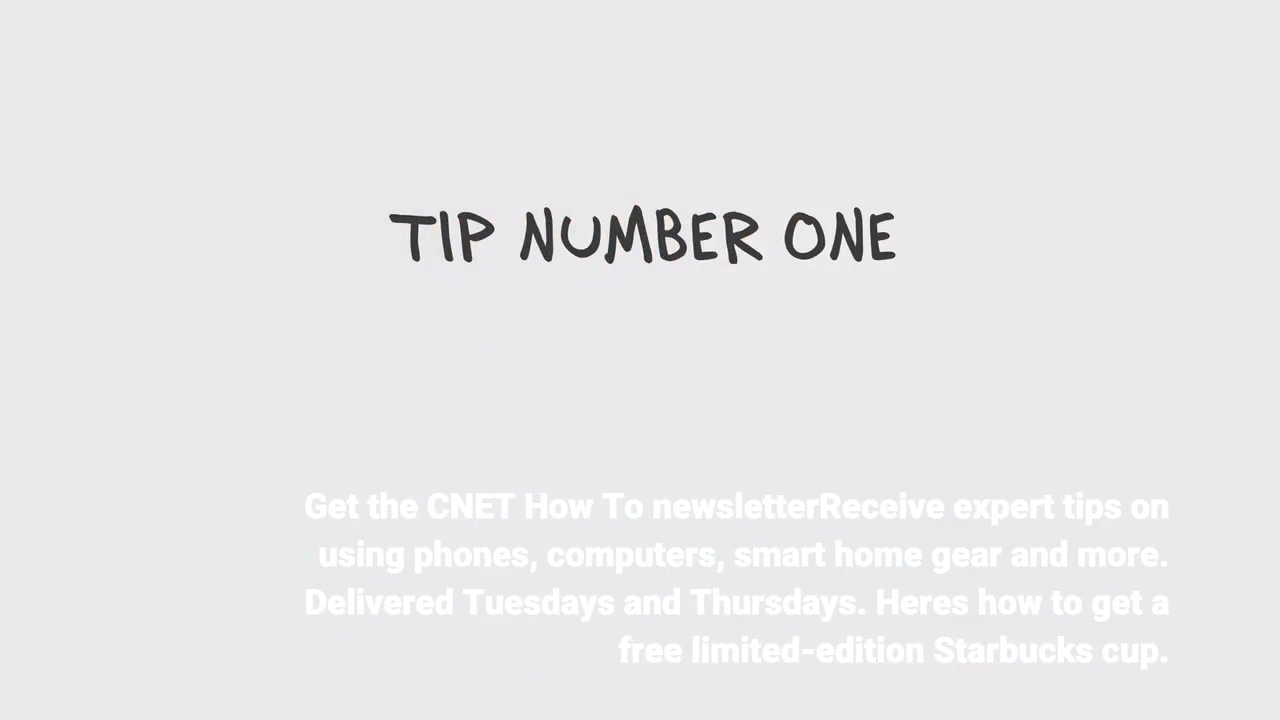 TIP NUMBER ONE
Get the CNET How To newsletterReceive expert tips on
using phones, computers, smart home gear and more.
Delivered Tuesdays and Thursdays. Heres how to get a
free limited-edition Starbucks cup.